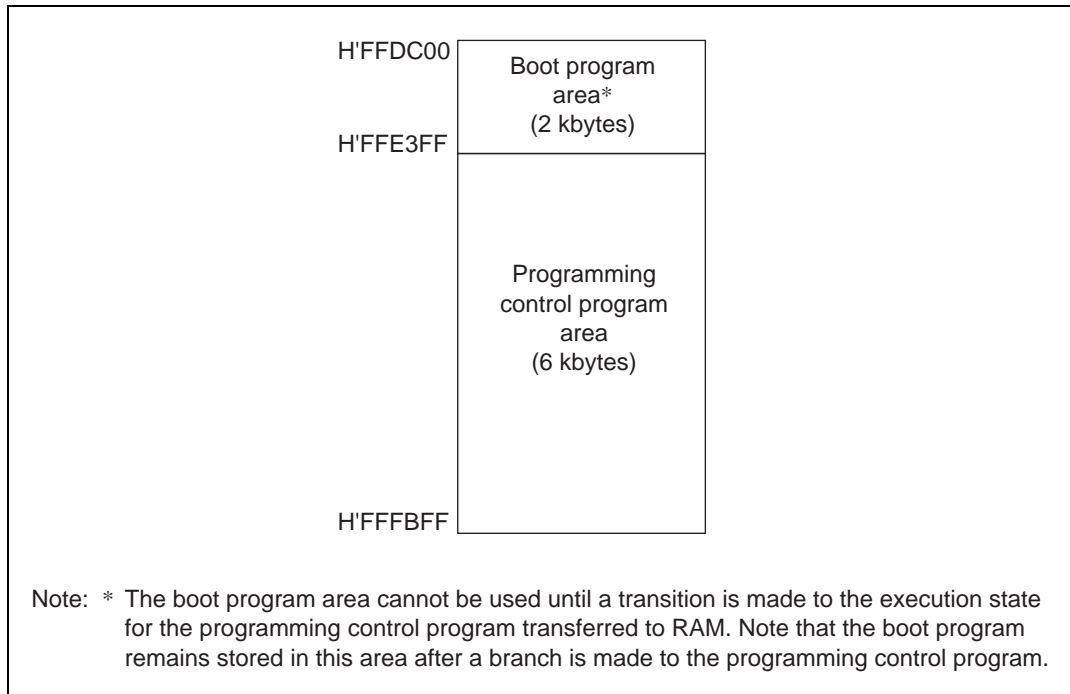 H'FFDC00
Boot program
area*
(2 kbytes)
H'FFE3FF
Programming
control program
area
(6 kbytes)
H'FFFBFF
Note: * The boot program area cannot be used until a transition is made to the execution state
for the programming control program transferred to RAM. Note that the boot program
remains stored in this area after a branch is made to the programming control program.